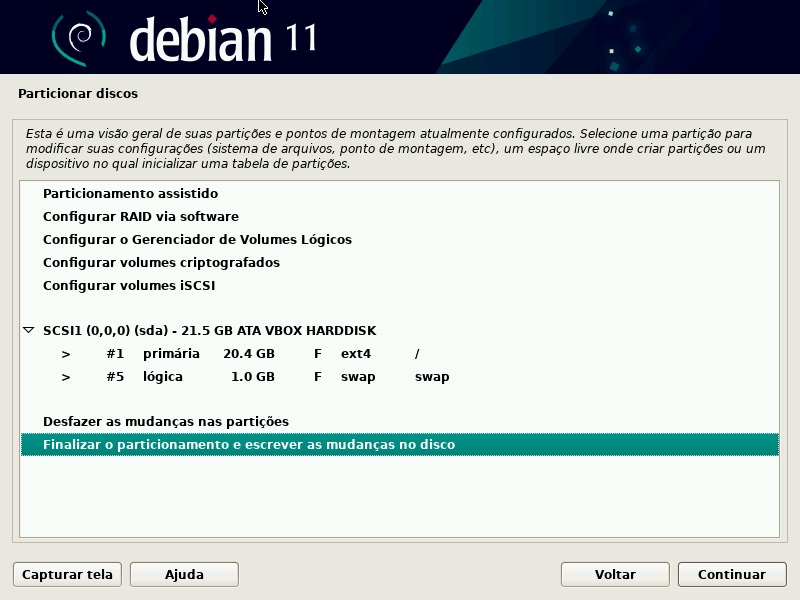 debian 11
Particionar discos
Esta é uma visão geral de suas partições e pontos de montagem atualmente configurados. Selecione uma partição para
modificar suas configurações (sistema de arquivos, ponto de montagem, etc), um espaço livre onde criar partições ou um
dispositivo no qual inicializar uma tabela de partições.
Particionamento assistido
Configurar RAID via software
Configurar o Gerenciador de Volumes Lógicos
Configurar volumes criptografados
Configurar volumes iSCSI
SCSI1 (0,0,0) (sda) - 21.5 GB ATA VBOX HARDDISK
> #1 primária 20.4 GB F ext4 /
> #5 lógica 1.0 GB F swap swap
Desfazer as mudanças nas partições
Finalizar o particionamento e escrever as mudanças no disco
Capturar tela Ajuda Voltar Continuar